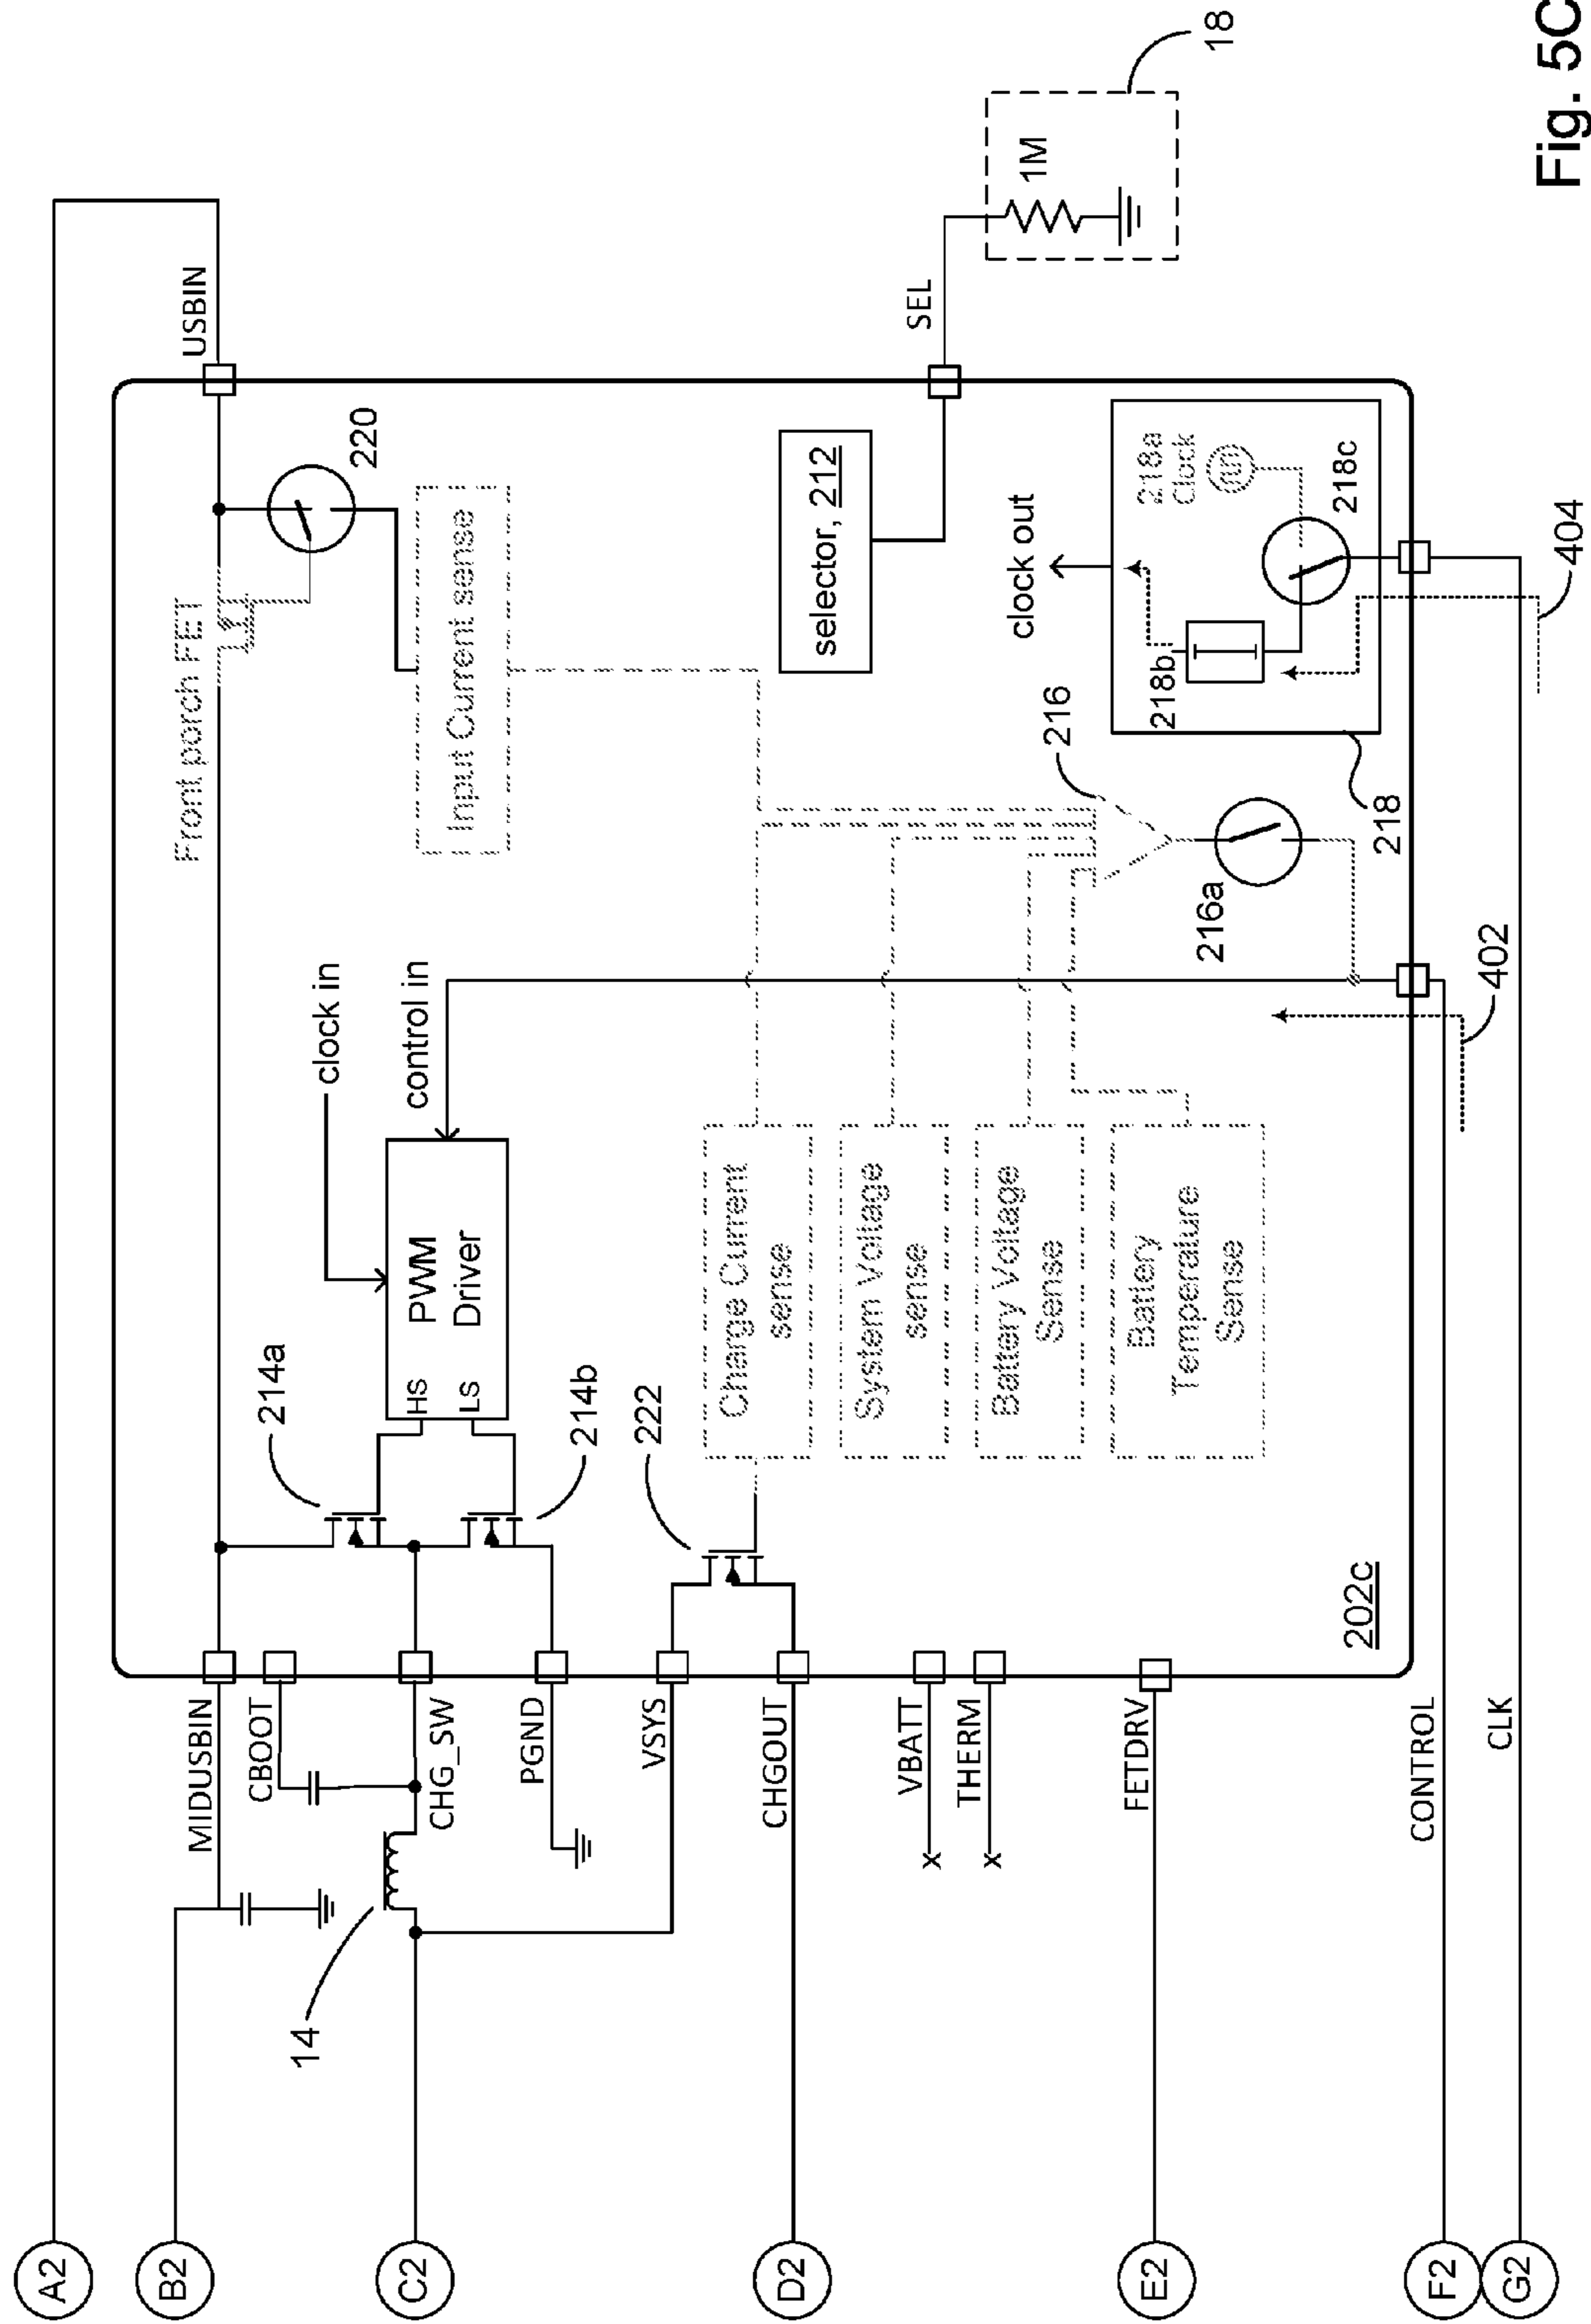 A2
B2
C2
D2
E2
F2
G2
MIDUSBIN
CBOOT
CHG_SW
PGND
VSYS
CHGOUT
VBATT
x
THERM
x
FETDRV
CONTROL
CLK
14
202c
214a
214b
222
HS
LS
PWM
Driver
clock in
control in
Charge Current
sense
System Voltage
sense
Battery Voltage
Sense
Battery
Temperature
Sense
402
Front porch FET
Input Current sense
220
USBIN
selector, 212
SEL
1M
18
216
216a
clock out
218
218a
Clock
218b
218c
404
Fig. 5C